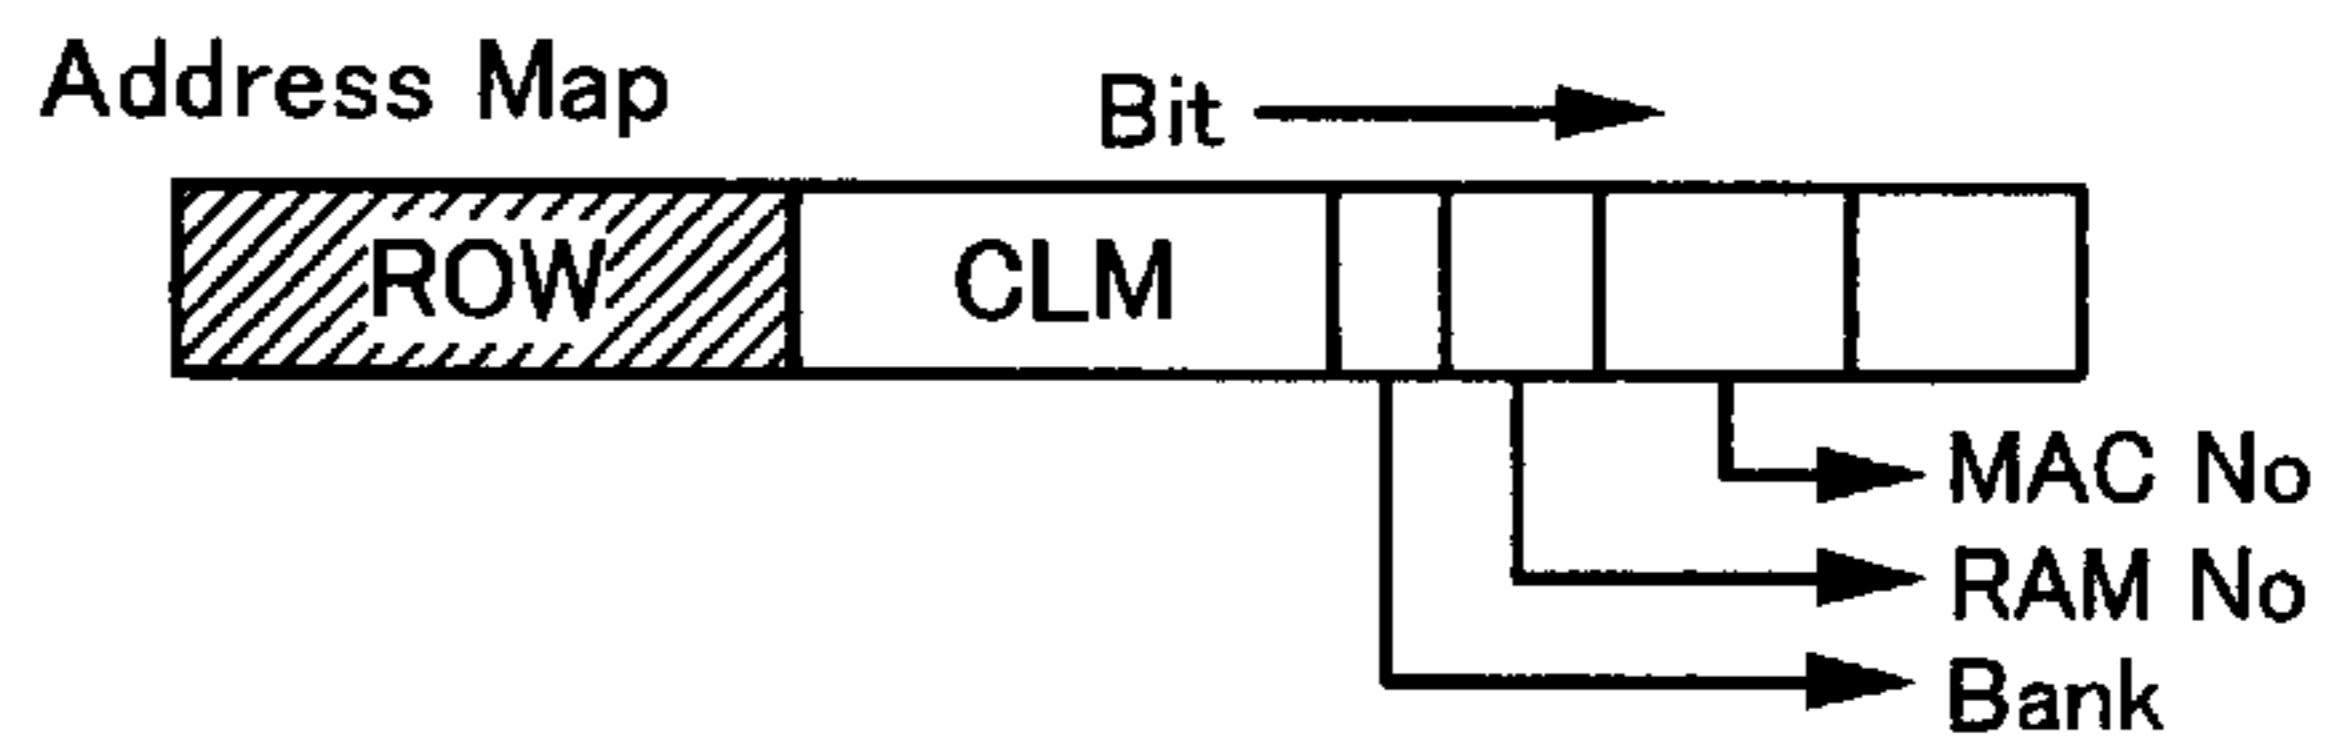 Address Map
Bit
ROW
CLM
MAC No
RAM No
Bank